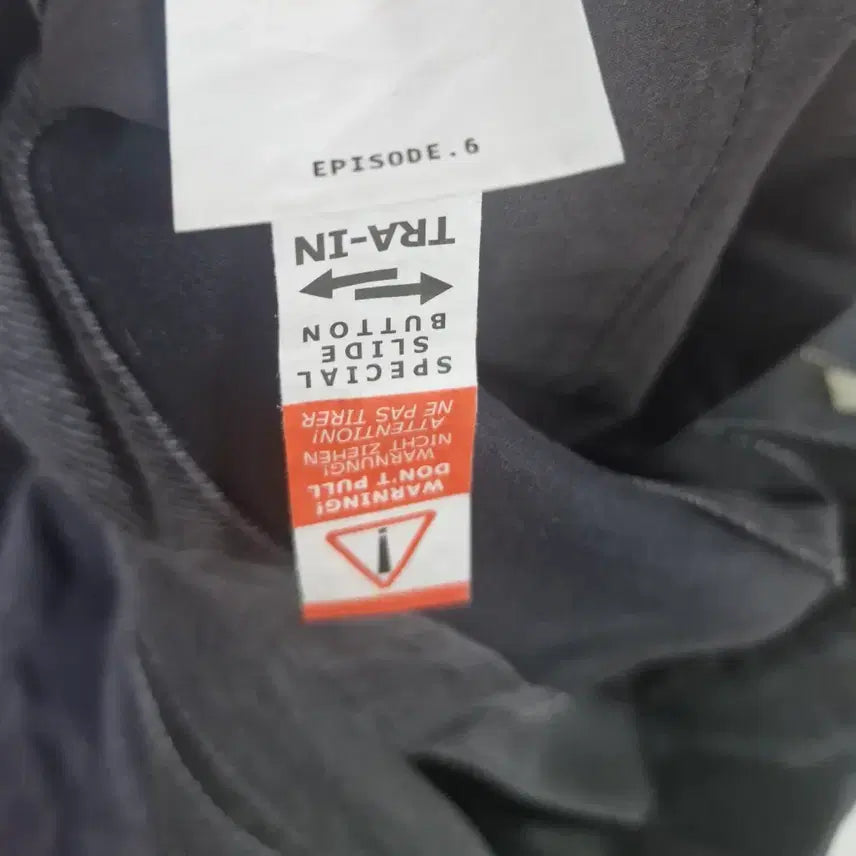 EPISODE.6
WARNING!
DON'T PULL
WARNUNG!
NICHT ZIEHEN
ATTENTION!
NE PAS TIRER
SPECIAL
SLIDE
BUTTON
TRA-IN